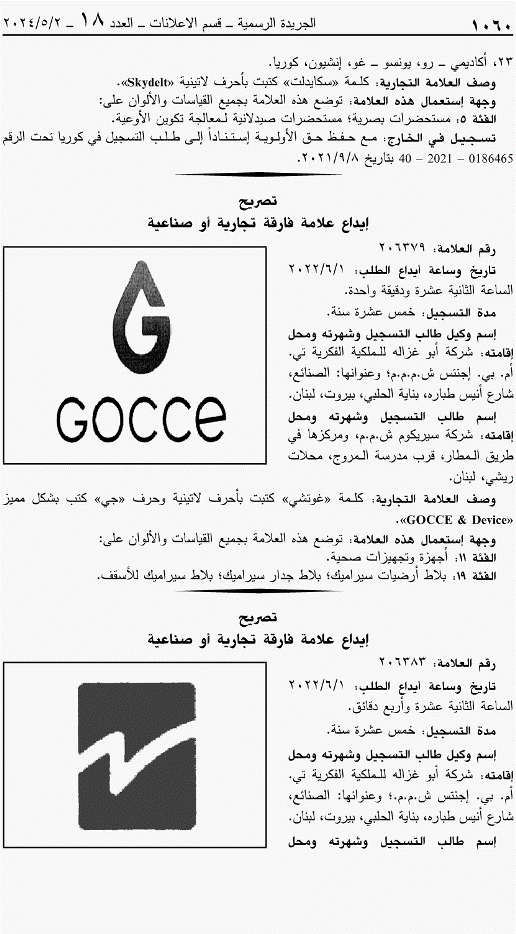 ١٠٦٠
الجريدة الرسمية ــ قسم الاعلانات ــ العدد ١٨ ــ ٢٠٢٤/٥/٢
٢٣، أكاديمي – رو، يونسو – غو، إنشيون، كوريا.
وصف العلامة التجارية: كلمة «سكايدلت» كتبت بأحرف لاتينية «Skydelt».
وجهة إستعمال هذه العلامة: توضع هذه العلامة بجميع القياسات والألوان على:
الفئة ٥: مستحضرات بصرية؛ مستحضرات صيدلانية لمعالجة تكوين الأوعية.
تسجيل في الخارج: مع حفظ حق الأولوية إستناداً إلى طلب التسجيل في كوريا تحت الرقم
0186465 – 2021 – 40 بتاريخ ٢٠٢١/٩/٨.
تصريح
إيداع علامة فارقة تجارية أو صناعية
رقم العلامة: ٢٠٦٣٧٩
تاريخ وساعة أيداع الطلب: ٢٠٢٢/٦/١
الساعة الثانية عشرة ودقيقة واحدة.
مدة التسجيل: خمس عشرة سنة.
إسم وكيل طالب التسجيل وشهرته ومحل
إقامته: شركة أبو غزاله للملكية الفكرية تي.
أم. بي. إجنتس ش.م.م.م؛ وعنوانها: الصنائع،
شارع أنيس طباره، بناية الحلبي، بيروت، لبنان.
إسم طالب التسجيل وشهرته ومحل
إقامته: شركة سيريكوم ش.م.م، ومركزها في
طريق المطار، قرب مدرسة المروج، محلات
ريشي، لبنان.
GOCCe
وصف العلامة التجارية: كلمة «غوتشي» كتبت بأحرف لاتينية وحرف «جي» كتب بشكل مميز
«GOCCE & Device».
وجهة إستعمال هذه العلامة: توضع هذه العلامة بجميع القياسات والألوان على:
الفئة ١١: أجهزة وتجهيزات صحية.
الفئة ١٩: بلاط أرضيات سيراميك؛ بلاط جدار سيراميك؛ بلاط سيراميك للأسقف.
تصريح
إيداع علامة فارقة تجارية أو صناعية
رقم العلامة: ٢٠٦٣٨٣
تاريخ وساعة أيداع الطلب: ٢٠٢٢/٦/١
الساعة الثانية عشرة وأربع دقائق.
مدة التسجيل: خمس عشرة سنة.
إسم وكيل طالب التسجيل وشهرته ومحل
إقامته: شركة أبو غزاله للملكية الفكرية تي.
أم. بي. إجنتس ش.م.م.م.؛ وعنوانها: الصنائع،
شارع أنيس طباره، بناية الحلبي، بيروت، لبنان.
إسم طالب التسجيل وشهرته ومحل